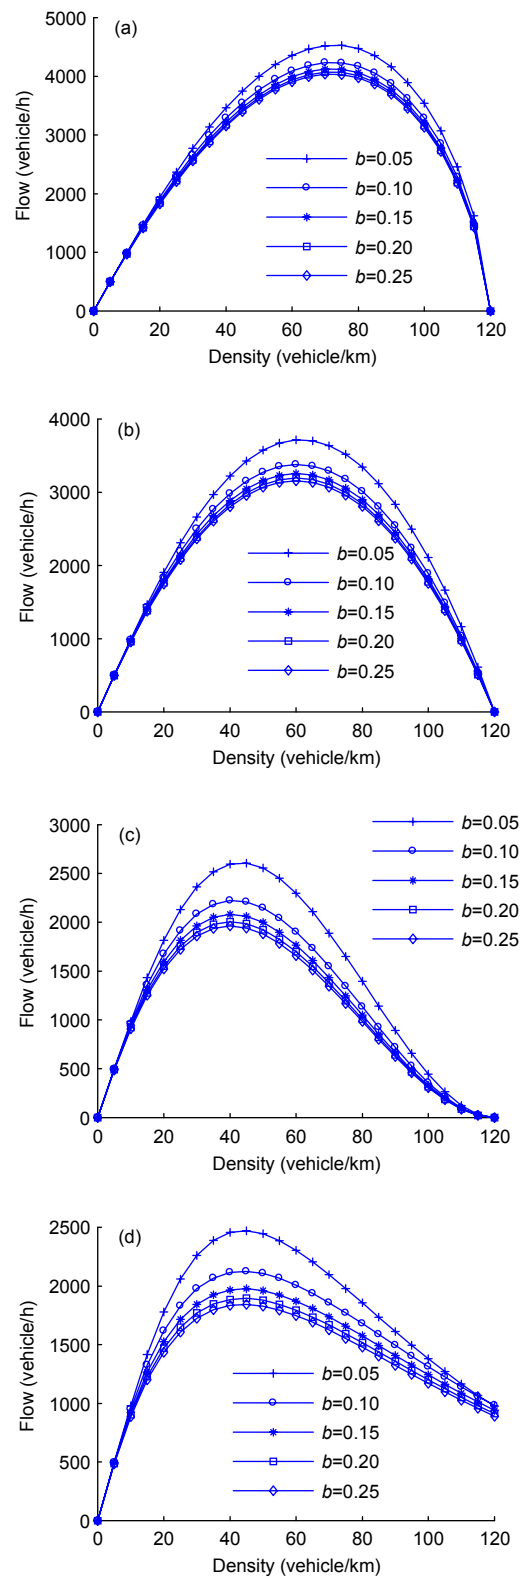 (a)
5000
4000
3000
2000
1000
0
Flow (vehicle/h)
b=0.05
b=0.10
b=0.15
b=0.20
b=0.25
0 20 40 60 80 100 120
Density (vehicle/km)
(b)
4000
3000
2000
1000
0
Flow (vehicle/h)
b=0.05
b=0.10
b=0.15
b=0.20
b=0.25
0 20 40 60 80 100 120
Density (vehicle/km)
(c)
3000
2500
2000
1500
1000
500
0
Flow (vehicle/h)
b=0.05
b=0.10
b=0.15
b=0.20
b=0.25
0 20 40 60 80 100 120
Density (vehicle/km)
(d)
2500
2000
1500
1000
500
0
Flow (vehicle/h)
b=0.05
b=0.10
b=0.15
b=0.20
b=0.25
0 20 40 60 80 100 120
Density (vehicle/km)